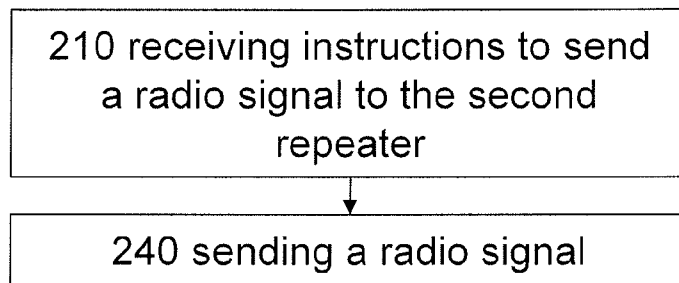 210 receiving instructions to send
a radio signal to the second
repeater
240 sending a radio signal